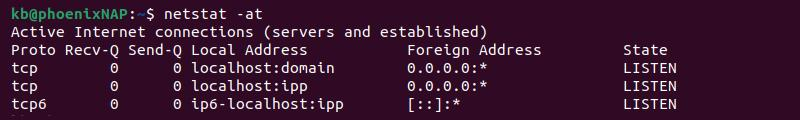 kb@phoenixNAP:~$ netstat -at
Active Internet connections (servers and established)
Proto Recv-Q Send-Q Local Address           Foreign Address         State
tcp        0      0 localhost:domain        0.0.0.0:*               LISTEN
tcp        0      0 localhost:ipp           0.0.0.0:*               LISTEN
tcp6       0      0 ip6-localhost:ipp       [::]:*                  LISTEN